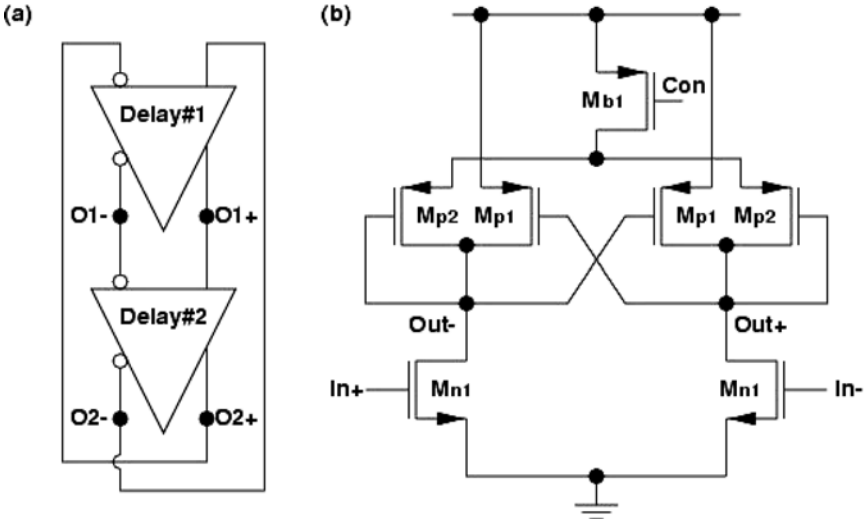 (a)
Delay#1
O1- O1+
Delay#2
O2- O2+
(b)
Con
Mb1
Mp2 Mp1 Mp1 Mp2
Out- Out+
In+ Mn1 Mn1 In-